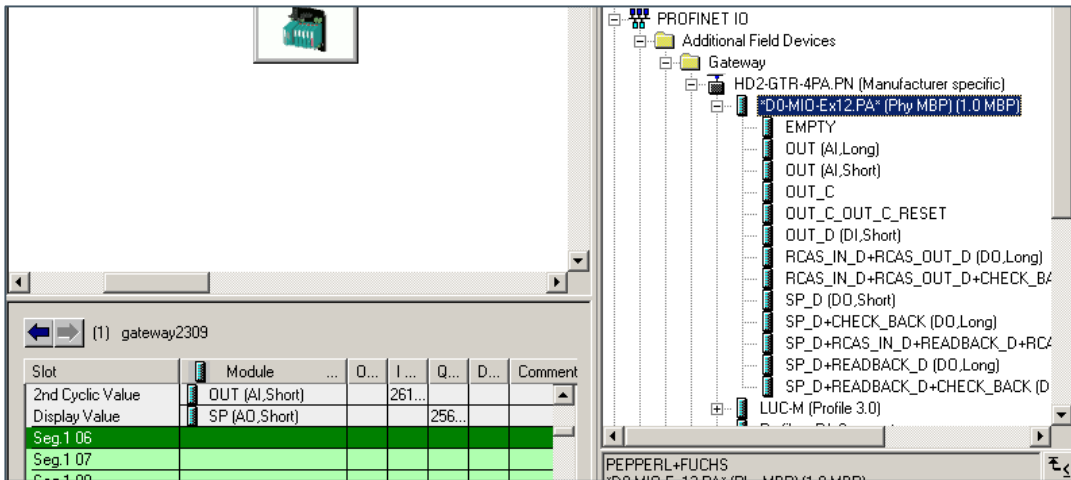 PROFINET IO
Additional Field Devices
Gateway
HD2-GTR-4PA.PN (Manufacturer specific)
*D0-MIO-Ex12.PA* (Phy MBP) (1.0 MBP)
EMPTY
OUT (AI,Long)
OUT (AI,Short)
OUT_C
OUT_C_OUT_C_RESET
OUT_D (DI,Short)
RCAS_IN_D+RCAS_OUT_D (DO,Long)
RCAS_IN_D+RCAS_OUT_D+CHECK_BA
SP_D (DO,Short)
SP_D+CHECK_BACK (DO,Long)
SP_D+RCAS_IN_D+READBACK_D+RCA
SP_D+READBACK_D (DO,Long)
SP_D+READBACK_D+CHECK_BACK (D
LUC-M (Profile 3.0)
(1) gateway2309
Slot Module ... O... I ... Q... D... Comment
2nd Cyclic Value OUT (AI,Short) 261...
Display Value SP (AO,Short) 256...
Seg.1 06
Seg.1 07
PEPPERL+FUCHS